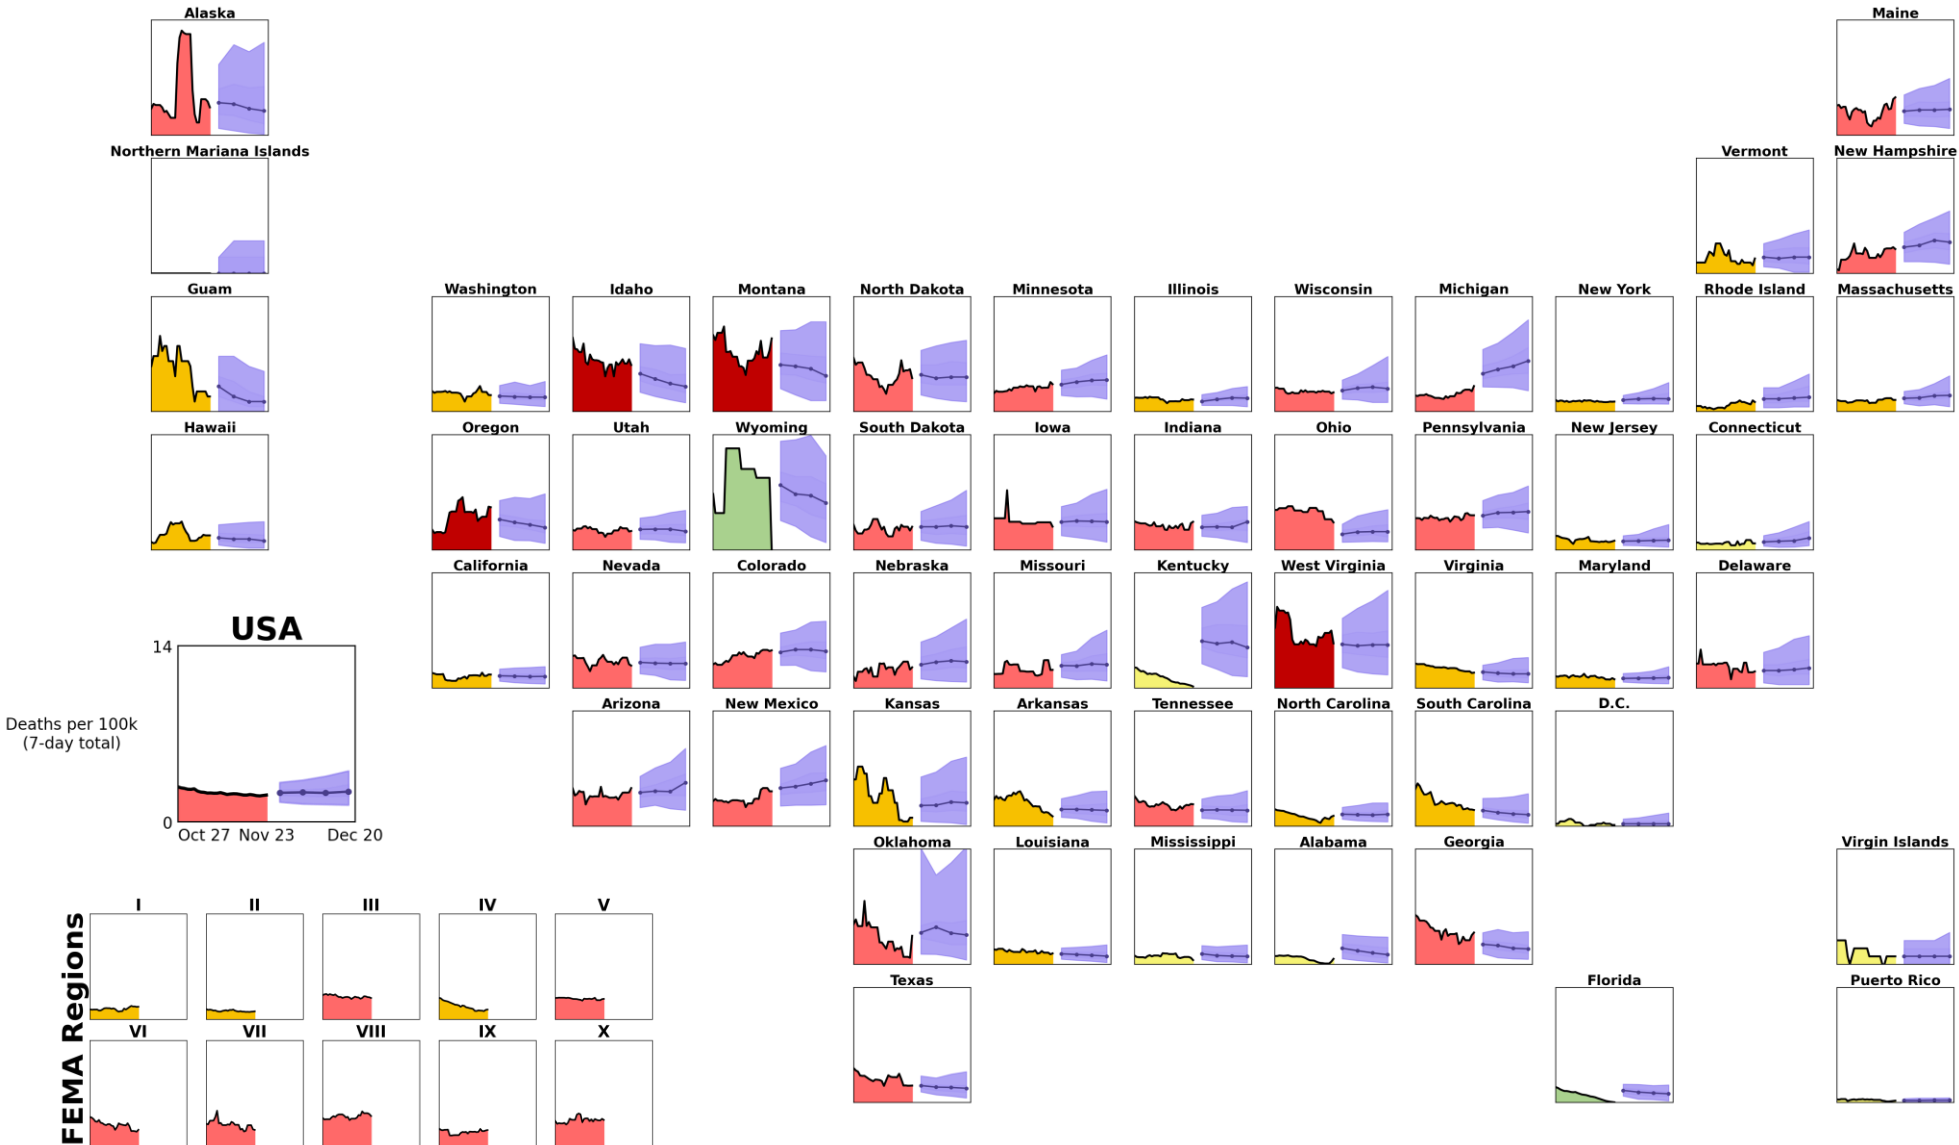 Alaska
Maine
Northern Mariana Islands
Vermont
New Hampshire
Guam
Washington
Idaho
Montana
North Dakota
Minnesota
Illinois
Wisconsin
Michigan
New York
Rhode Island
Massachusetts
Hawaii
Oregon
Utah
Wyoming
South Dakota
Iowa
Indiana
Ohio
Pennsylvania
New Jersey
Connecticut
California
Nevada
Colorado
Nebraska
Missouri
Kentucky
West Virginia
Virginia
Maryland
Delaware
USA
14
Deaths per 100k
(7-day total)
0
Oct 27 Nov 23 Dec 20
Arizona
New Mexico
Kansas
Arkansas
Tennessee
North Carolina
South Carolina
D.C.
Oklahoma
Louisiana
Mississippi
Alabama
Georgia
Virgin Islands
Texas
Florida
Puerto Rico
FEMA Regions
I
II
III
IV
V
VI
VII
VIII
IX
X